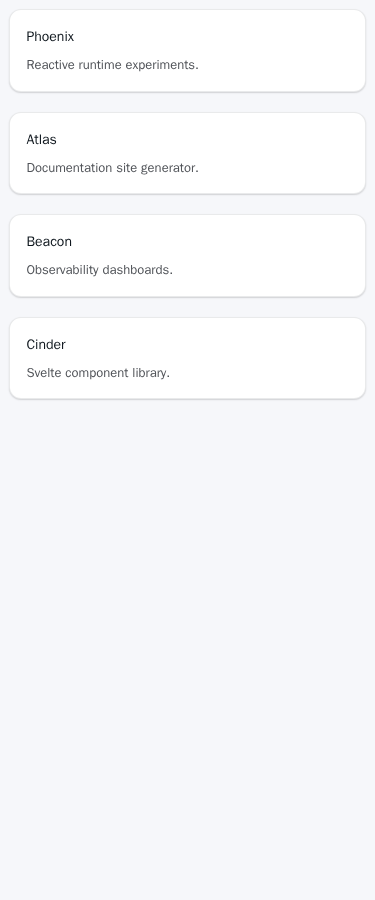 Phoenix
Reactive runtime experiments.
Atlas
Documentation site generator.
Beacon
Observability dashboards.
Cinder
Svelte component library.